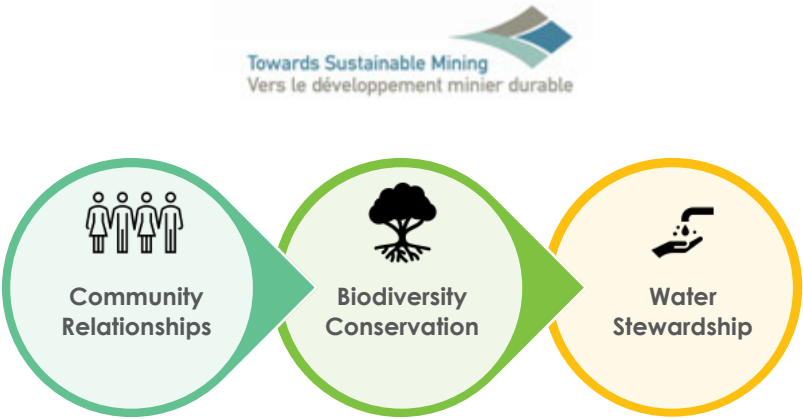 Towards Sustainable Mining
Vers le développement minier durable
Community
Relationships
Biodiversity
Conservation
Water
Stewardship